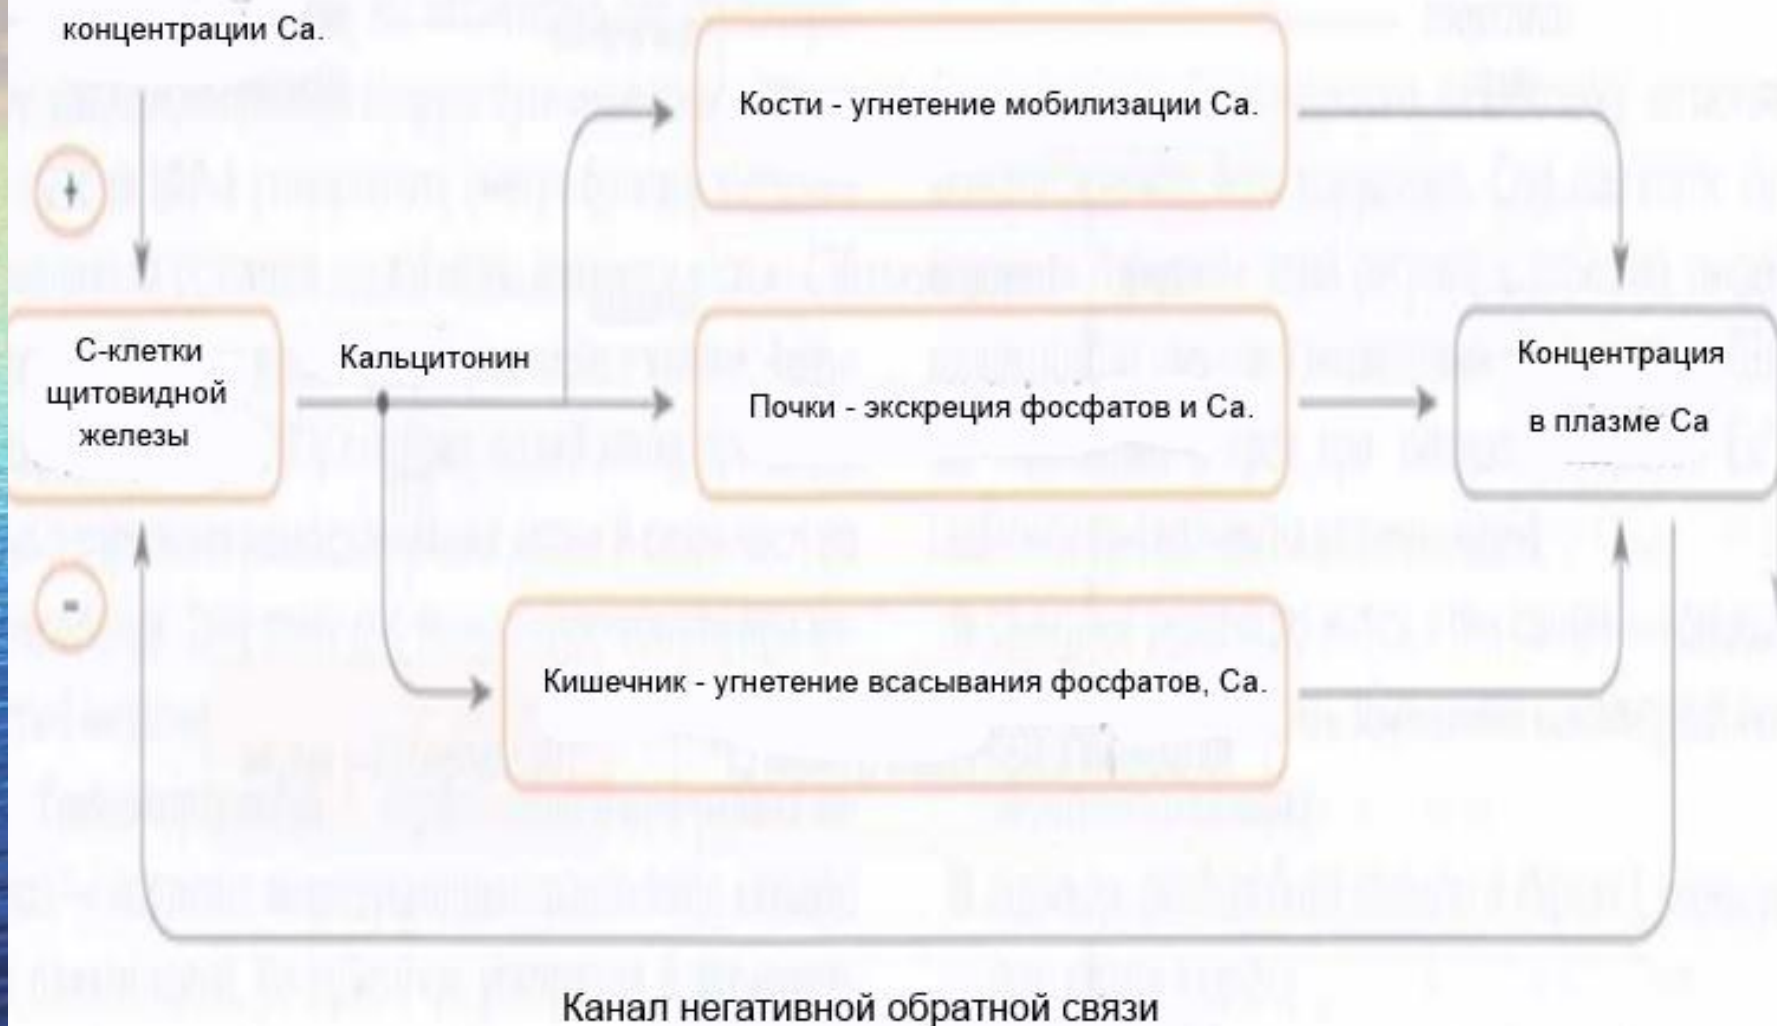 концентрации Са.
Кости - угнетение мобилизации Са.
+
С-клетки
щитовидной
железы
Кальцитонин
Почки - экскреция фосфатов и Са.
Концентрация
в плазме Са
-
Кишечник - угнетение всасывания фосфатов, Са.
Канал негативной обратной связи